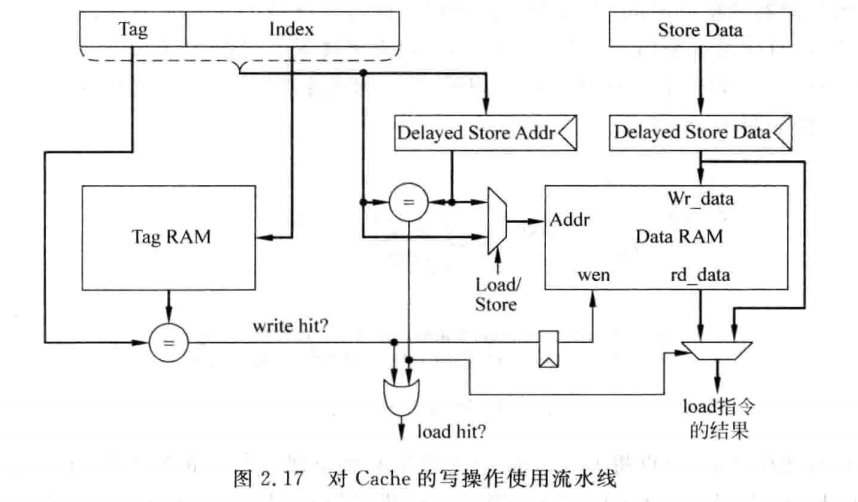 Tag
Index
Store Data
Delayed Store Addr
Delayed Store Data
Tag RAM
=
Wr_data
Addr
Data RAM
wen
rd_data
Load/
Store
=
write hit?
load hit?
load指令
的结果
图 2.17 对 Cache 的写操作使用流水线